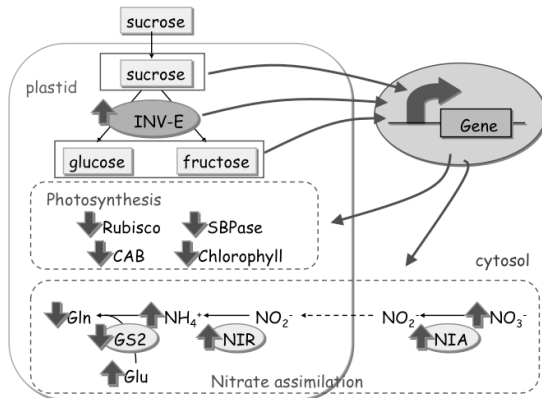 sucrose
plastid
sucrose
INV-E
Gene
glucose
fructose
Photosynthesis
Rubisco
SBPase
CAB
Chlorophyll
cytosol
Gln
NH₄⁺
NO₂⁻
NO₂⁻
NO₃⁻
GS2
NIR
NIA
Glu
Nitrate assimilation